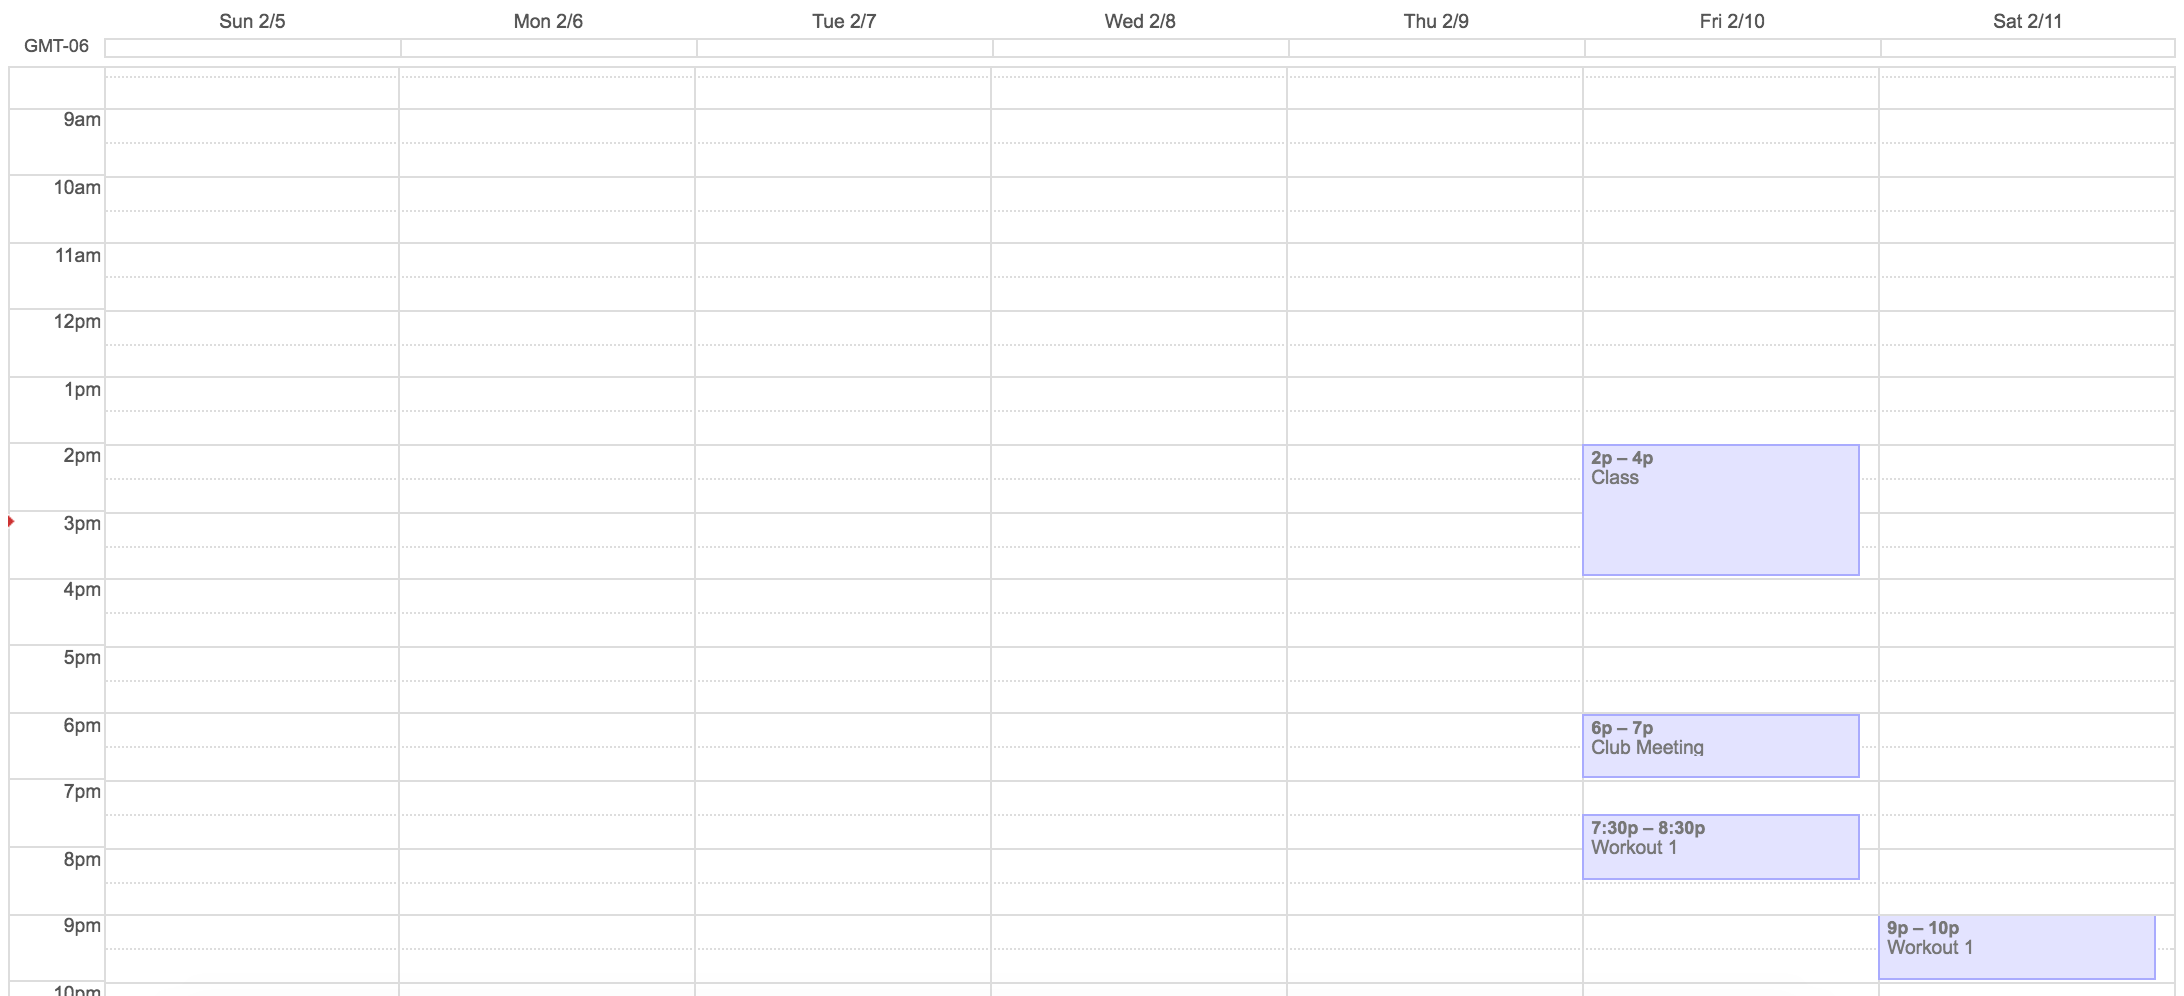 Sun 2/5
Mon 2/6
Tue 2/7
Wed 2/8
Thu 2/9
Fri 2/10
Sat 2/11
GMT-06
9am
10am
11am
12pm
1pm
2pm
3pm
4pm
5pm
6pm
7pm
8pm
9pm
10pm
2p – 4p
Class
6p – 7p
Club Meeting
7:30p – 8:30p
Workout 1
9p – 10p
Workout 1